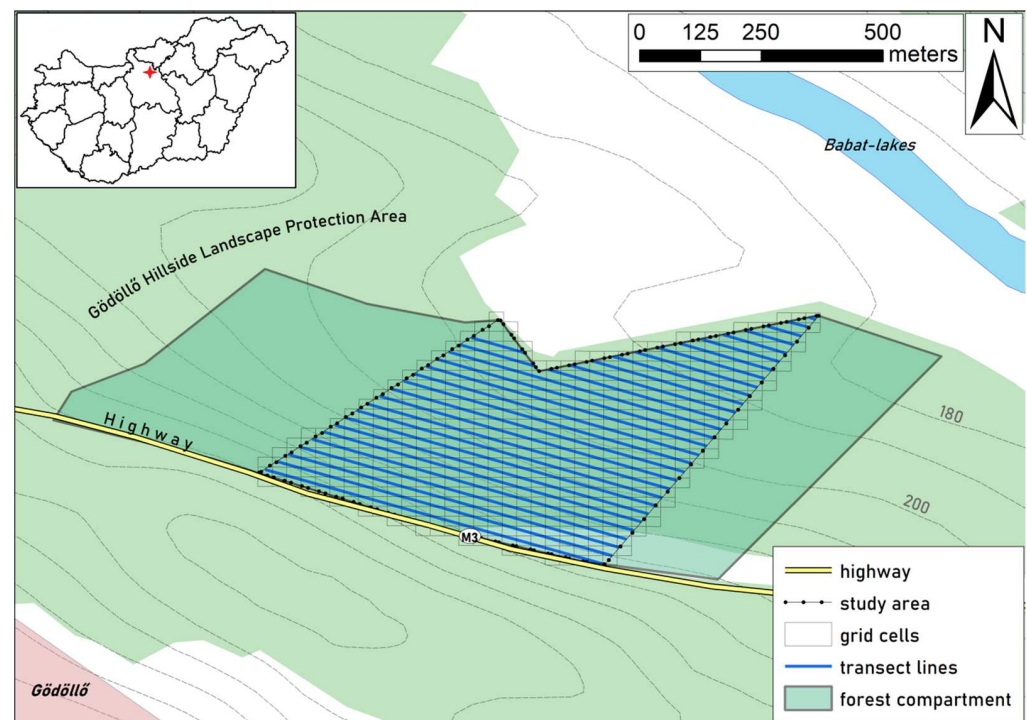 0 125 250 500
meters
N
Babat-lakes
Gödöllő Hillside Landscape Protection Area
Highway
180
200
M3
Gödöllő
highway
study area
grid cells
transect lines
forest compartment